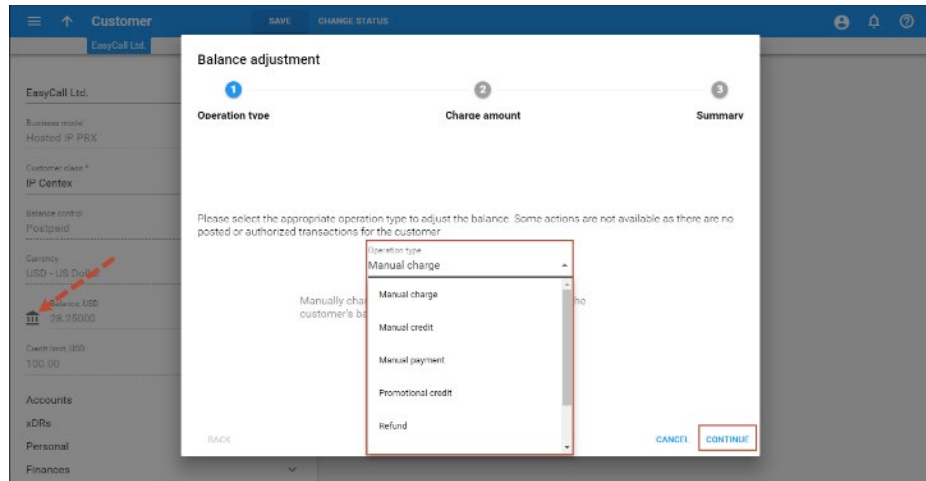 Customer
SAVE
CHANGE STATUS
EasyCall Ltd.
EasyCall Ltd.
Business model
Hosted IP PBX
Customer class *
IP Centex
Balance control
Postpaid
Currency
USD - US Doll
Balance, USD
28.25000
Credit limit, USD
100.00
Accounts
xDRs
Personal
Finances
Balance adjustment
1
2
3
Operation type
Charge amount
Summary
Please select the appropriate operation type to adjust the balance. Some actions are not available as there are no
posted or authorized transactions for the customer
Operation type
Manual charge
Manually cha
he
customer's ba
Manual charge
Manual credit
Manual payment
Promotional credit
Refund
BACK
CANCEL
CONTINUE